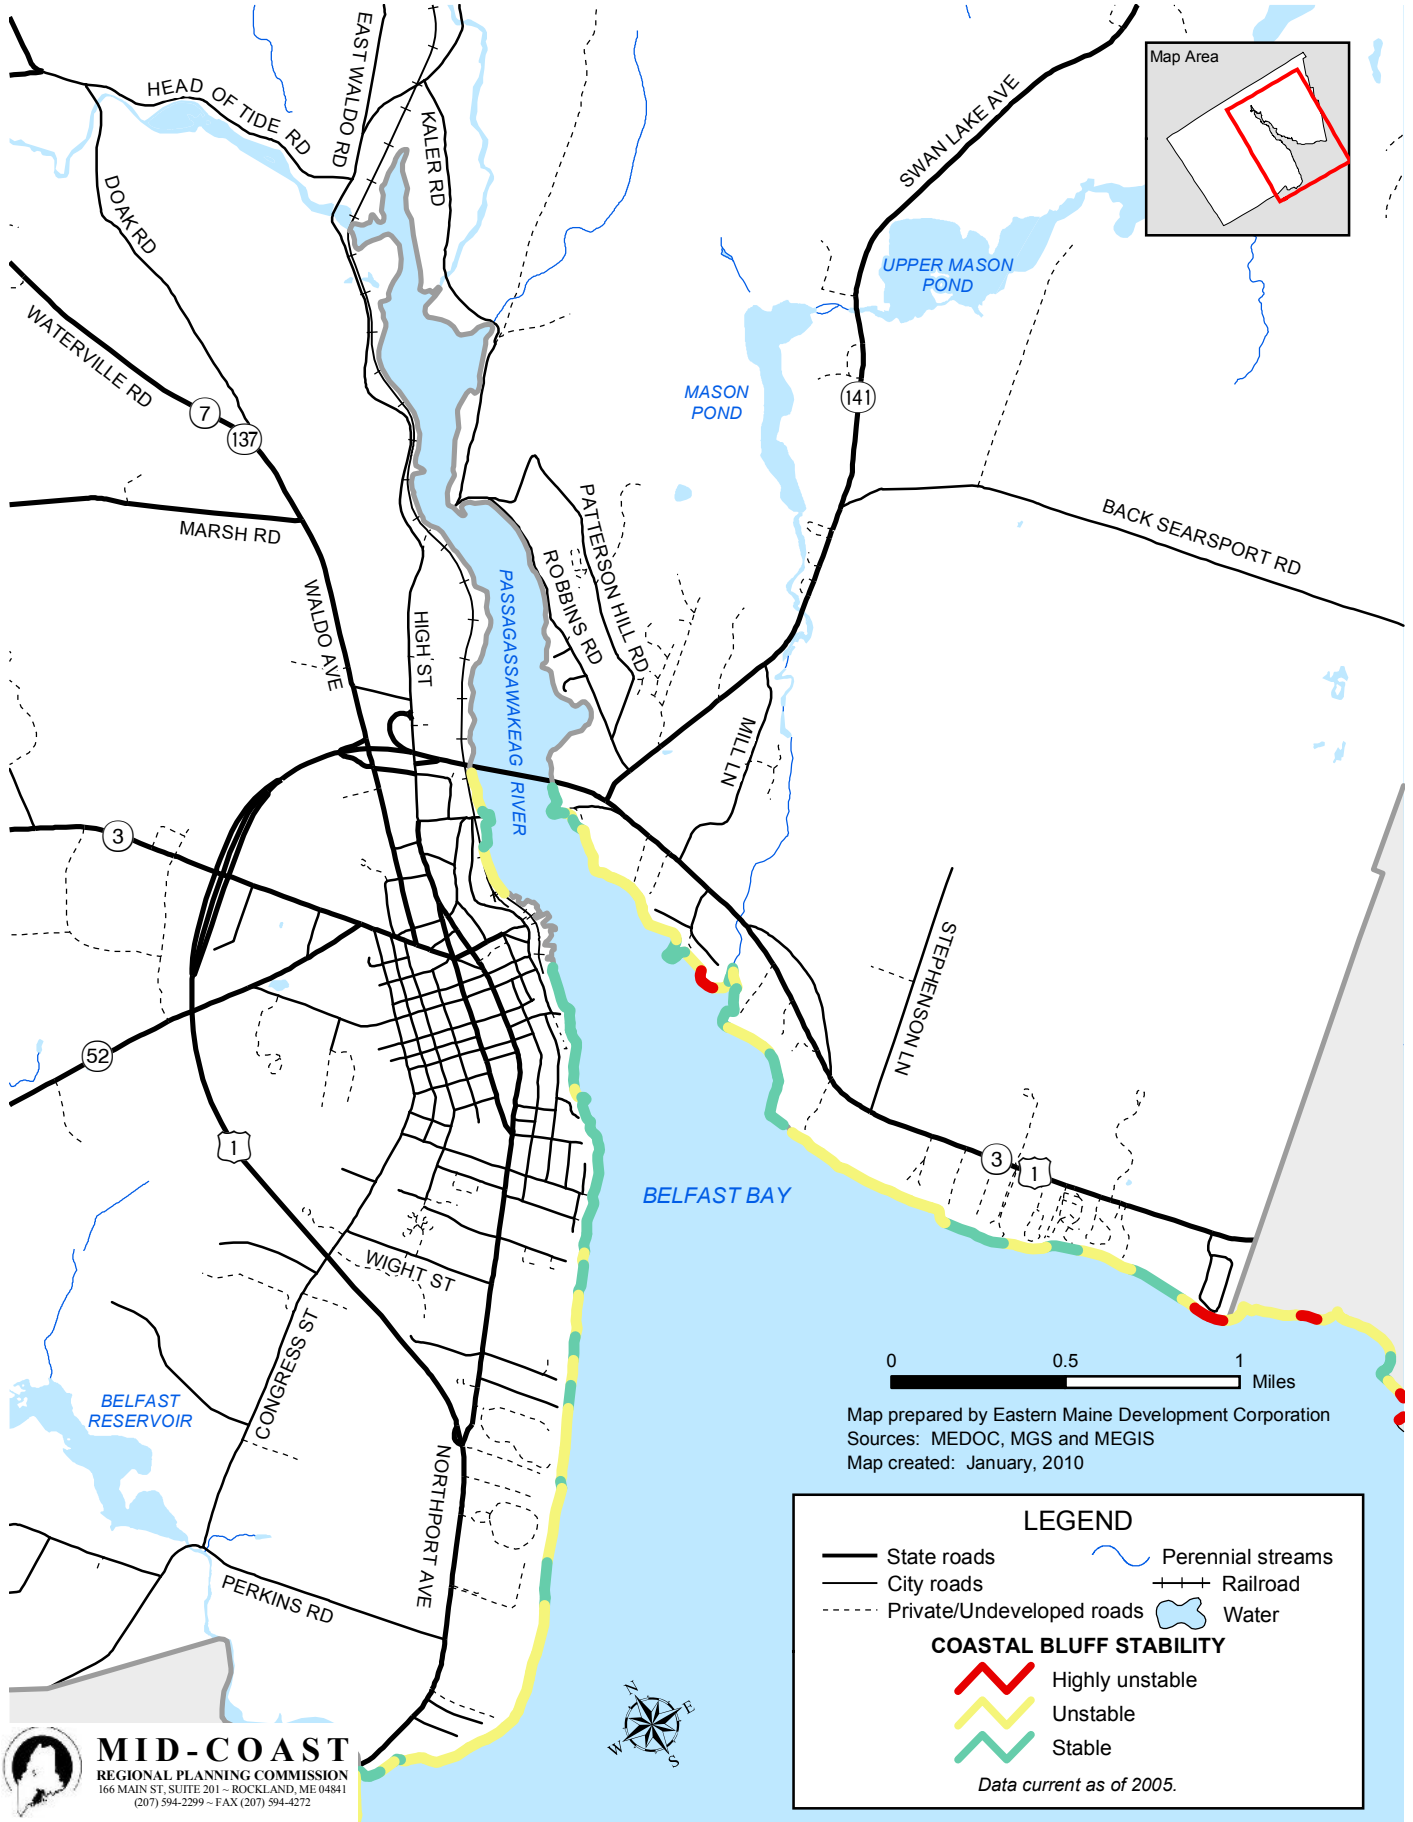 Map Area
EAST WALDO RD
HEAD OF TIDE RD
KALER RD
SWAN LAKE AVE
DOAK RD
UPPER MASON
POND
WATERVILLE RD
7
137
MASON
POND
141
MARSH RD
PATTERSON HILL RD
ROBBINS RD
BACK SEARSPORT RD
PASSAGASSAWAKEAG RIVER
WALDO AVE
HIGH ST
MILL LN
3
STEPHENSON LN
52
1
3
1
BELFAST BAY
WIGHT ST
CONGRESS ST
BELFAST
RESERVOIR
NORTHPORT AVE
PERKINS RD
0 0.5 1
Miles
Map prepared by Eastern Maine Development Corporation
Sources: MEDOC, MGS and MEGIS
Map created: January, 2010
LEGEND
State roads
Perennial streams
City roads
Railroad
Private/Undeveloped roads
Water
COASTAL BLUFF STABILITY
Highly unstable
Unstable
Stable
Data current as of 2005.
N
E
W
S
MID-COAST
REGIONAL PLANNING COMMISSION
166 MAIN ST, SUITE 201 ~ ROCKLAND, ME 04841
(207) 594-2299 ~ FAX (207) 594-4272